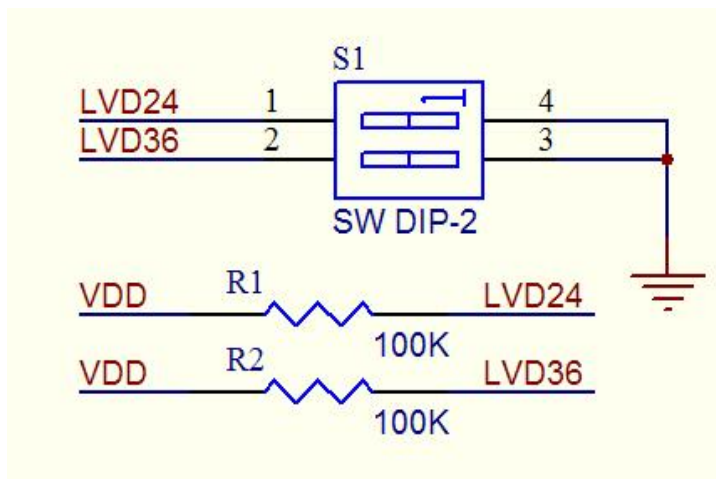 S1
LVD24 1 4
LVD36 2 3
SW DIP-2
VDD R1 LVD24
100K
VDD R2 LVD36
100K